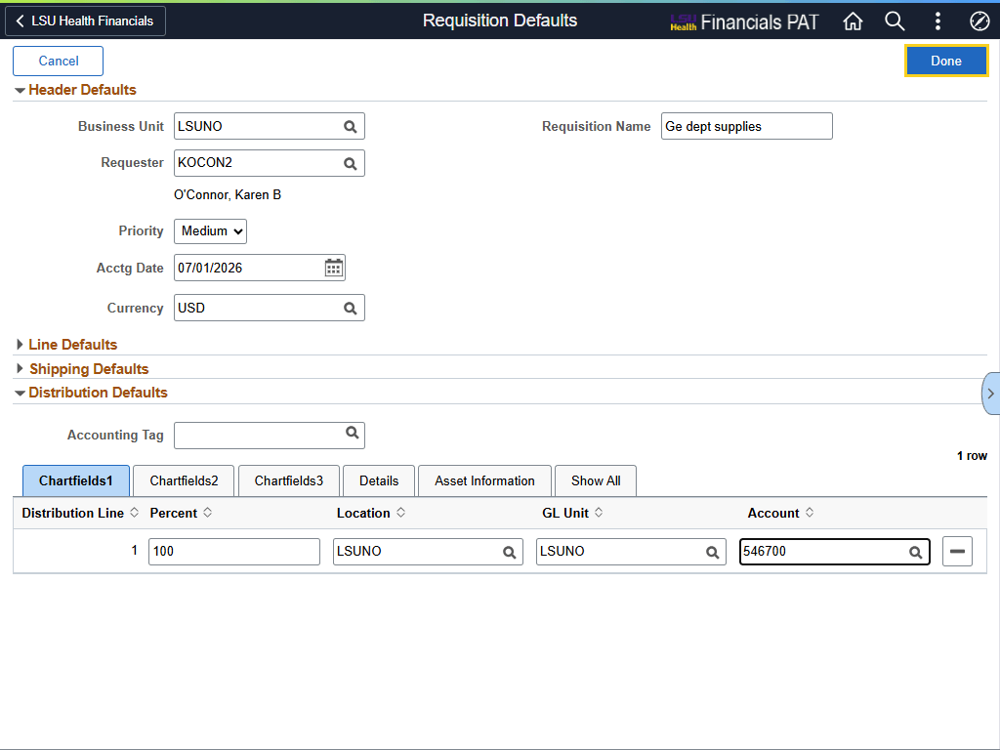 LSU Health Financials
Requisition Defaults
LSU Health Financials PAT
Cancel
Done
Header Defaults
Business Unit LSUNO
Requisition Name Ge dept supplies
Requester KOCON2
O'Connor, Karen B
Priority Medium
Acctg Date 07/01/2026
Currency USD
Line Defaults
Shipping Defaults
Distribution Defaults
Accounting Tag
1 row
Chartfields1 Chartfields2 Chartfields3 Details Asset Information Show All
Distribution Line Percent Location GL Unit Account
1 100 LSUNO LSUNO 546700